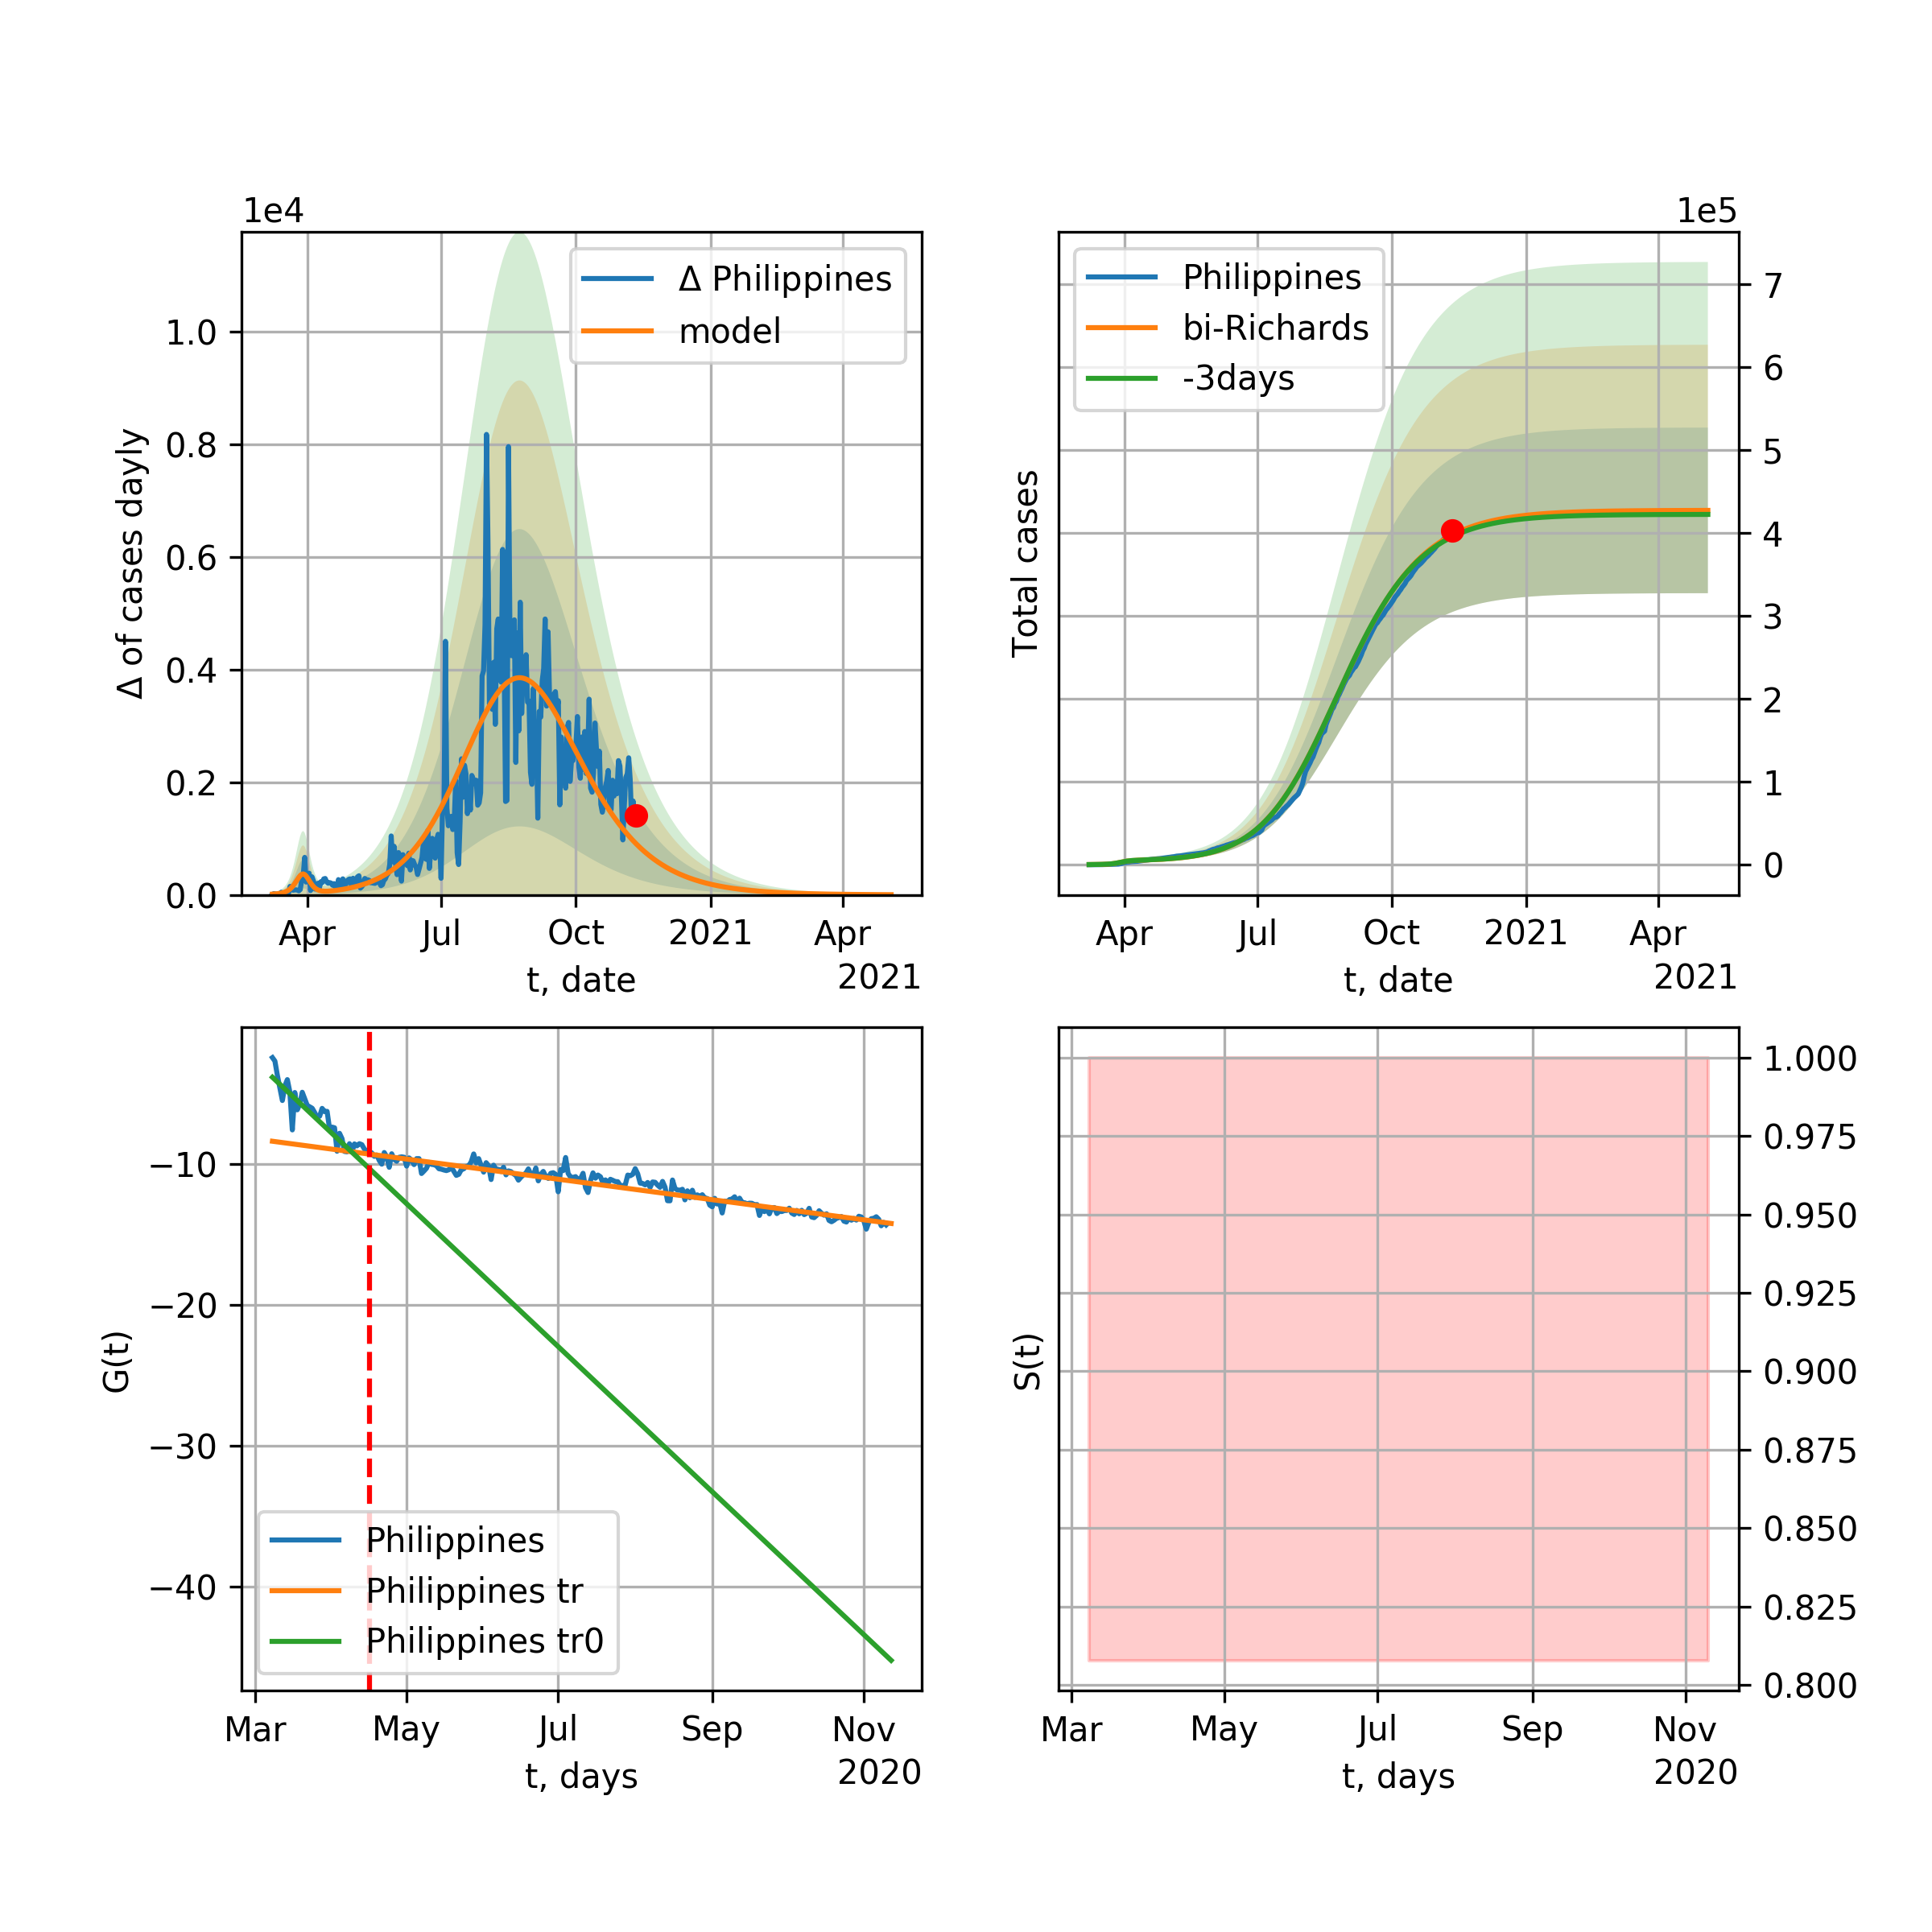 1e4
Δ of cases dayly
1.0
0.8
0.6
0.4
0.2
0.0
Δ Philippines
model
Apr Jul Oct 2021 Apr
t, date
2021
1e5
Total cases
Philippines
bi-Richards
-3days
7
6
5
4
3
2
1
0
Apr Jul Oct 2021 Apr
t, date
2021
G(t)
−10
−20
−30
−40
Philippines
Philippines tr
Philippines tr0
Mar May Jul Sep Nov
t, days
2020
S(t)
1.000
0.975
0.950
0.925
0.900
0.875
0.850
0.825
0.800
Mar May Jul Sep Nov
t, days
2020